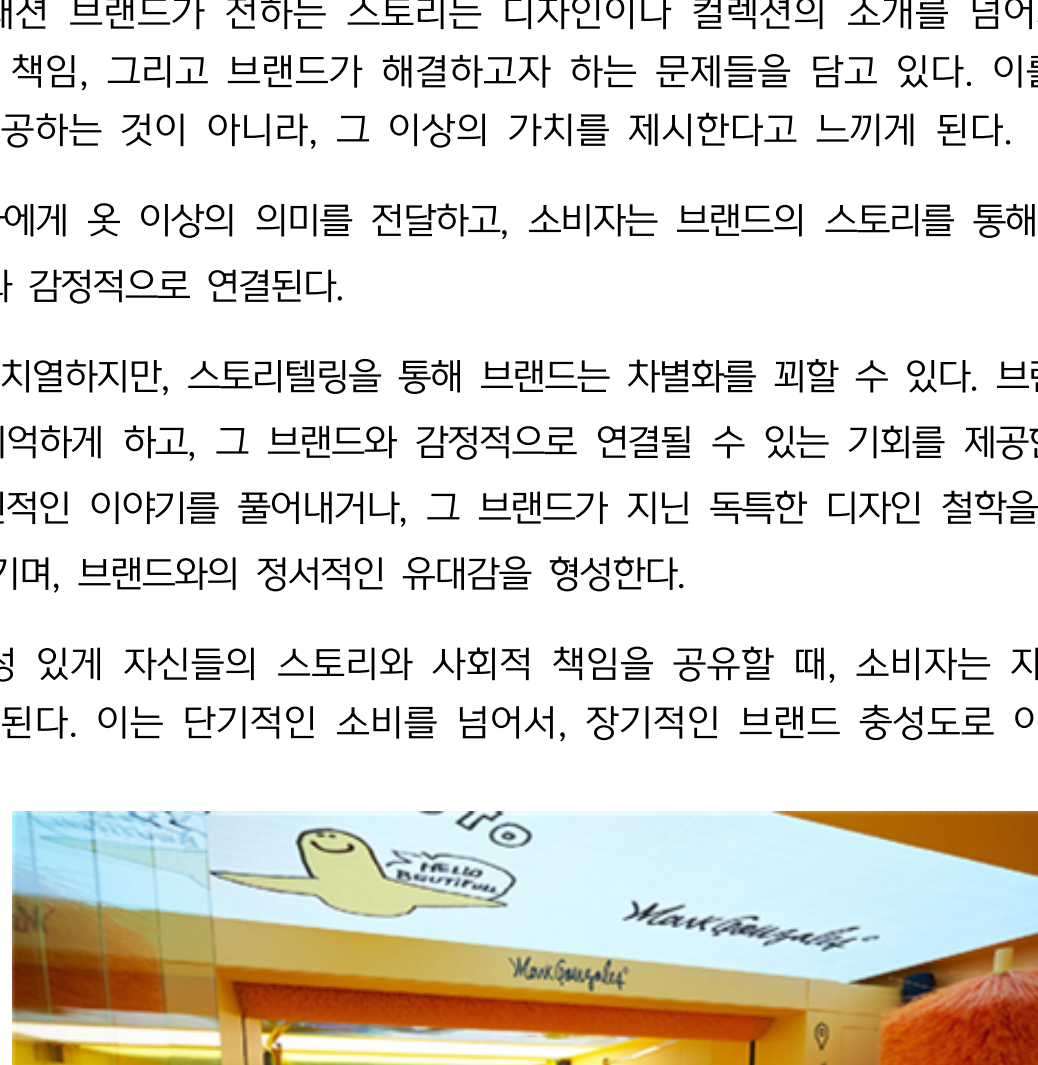 브랜드가 전하는 스토리는 디자인이나 컬렉션의 소개를 넘어
책임, 그리고 브랜드가 해결하고자 하는 문제들을 담고 있다.
공하는 것이 아니라, 그 이상의 가치를 제시한다고 느끼게 된다.
에게 옷 이상의 의미를 전달하고, 소비자는 브랜드의 스토리를 통해
감정적으로 연결된다.
치열하지만, 스토리텔링을 통해 브랜드는 차별화를 꾀할 수 있다.
억하게 하고, 그 브랜드와 감정적으로 연결될 수 있는 기회를
적인 이야기를 풀어내거나, 그 브랜드가 지닌 독특한 디자인 철학을
기며, 브랜드와의 정서적인 유대감을 형성한다.
성 있게 자신들의 스토리와 사회적 책임을 공유할 때, 소비자는
된다. 이는 단기적인 소비를 넘어서, 장기적인 브랜드 충성도로
HELLO
BEUTIFUL
Mark Gonzales
Mark Gonzales